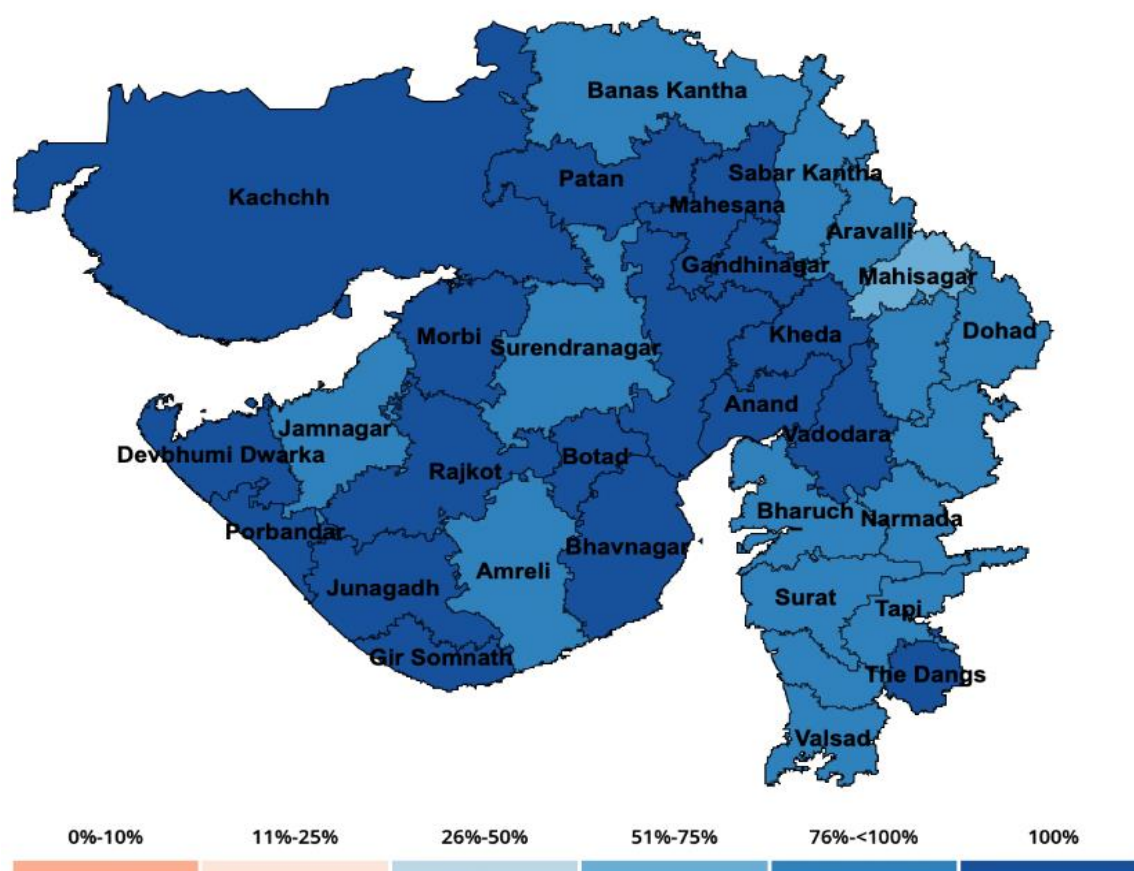 Banas Kantha
Sabar Kantha
Patan
Kachchh
Mahesana
Aravalli
Gandhinagar
Mahisagar
Morbi
Surendranagar
Kheda
Dohad
Anand
Jamnagar
Vadodara
Devbhumi Dwarka
Rajkot
Botad
Bharuch
Narmada
Porbandar
Bhavnagar
Amreli
Junagadh
Surat
Tapi
Gir Somnath
The Dangs
Valsad
0%-10% 11%-25% 26%-50% 51%-75% 76%-<100% 100%